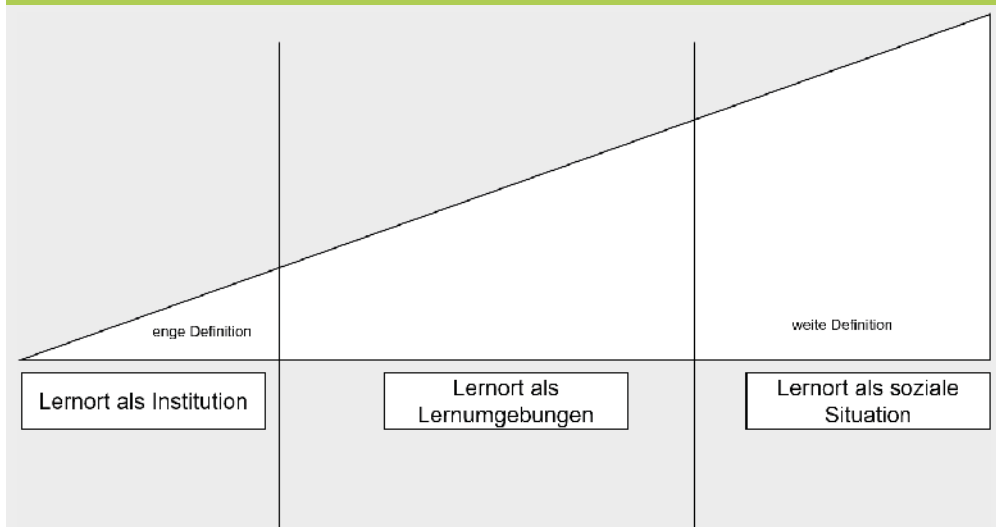 enge Definition
weite Definition
Lernort als Institution
Lernort als
Lernumgebungen
Lernort als soziale
Situation